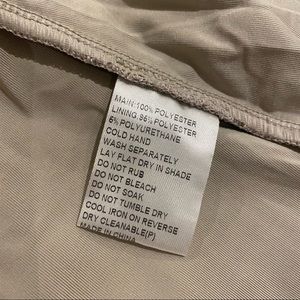 MAIN:100% POLYESTER
LINING:95% POLYESTER
5% POLYURETHANE
COLD HAND
WASH SEPARATELY
LAY FLAT DRY IN SHADE
DO NOT RUB
DO NOT BLEACH
DO NOT SOAK
DO NOT TUMBLE DRY
COOL IRON ON REVERSE
DRY CLEANABLE(P)
MADE IN CHINA